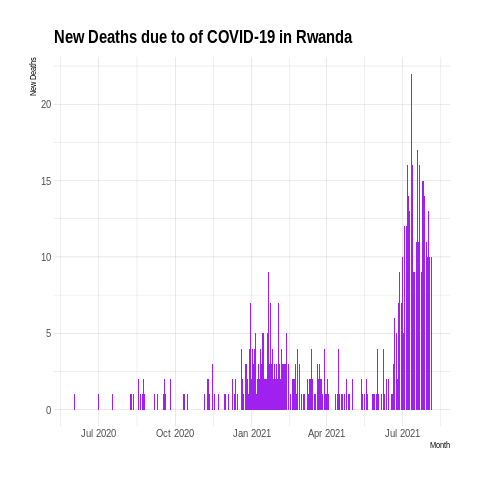 New Deaths due to of COVID-19 in Rwanda
New Deaths
20
15
10
5
0
Jul 2020 Oct 2020 Jan 2021 Apr 2021 Jul 2021
Month